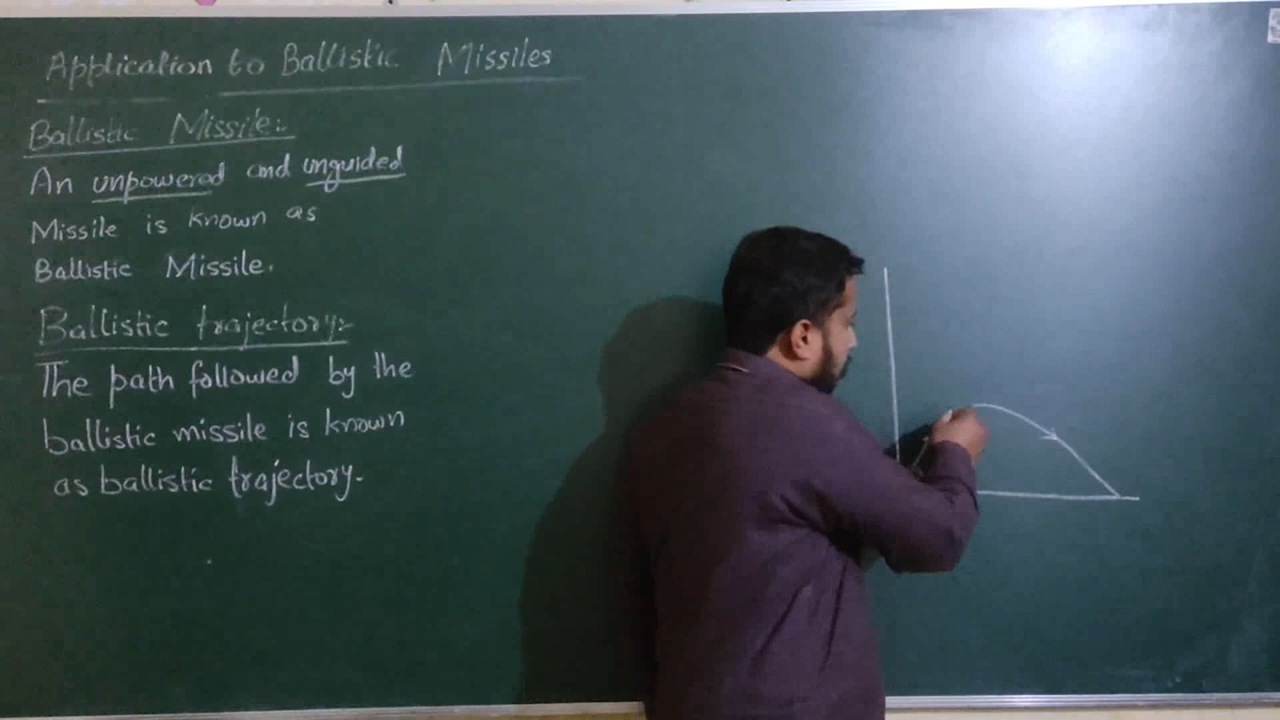 Application to Ballistic Missiles
Ballistic Missile:-
An unpowered and unguided
Missile is known as
Ballistic Missile.
Ballistic trajectory:-
The path followed by the
ballistic missile is known
as ballistic trajectory.